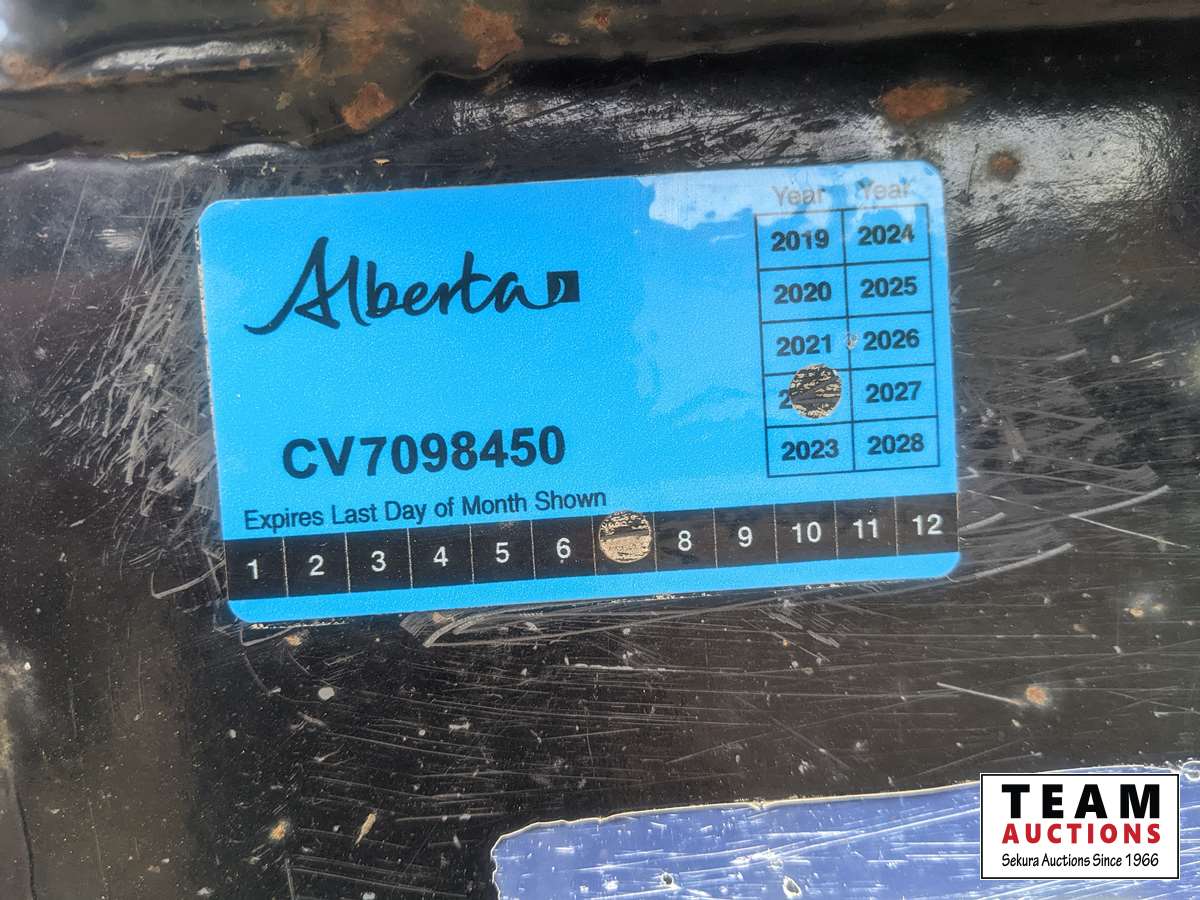 Alberta
Year Year
2019 2024
2020 2025
2021 2026
2027
2023 2028
CV7098450
Expires Last Day of Month Shown
1 2 3 4 5 6 8 9 10 11 12
TEAM
AUCTIONS
Sekura Auctions Since 1966